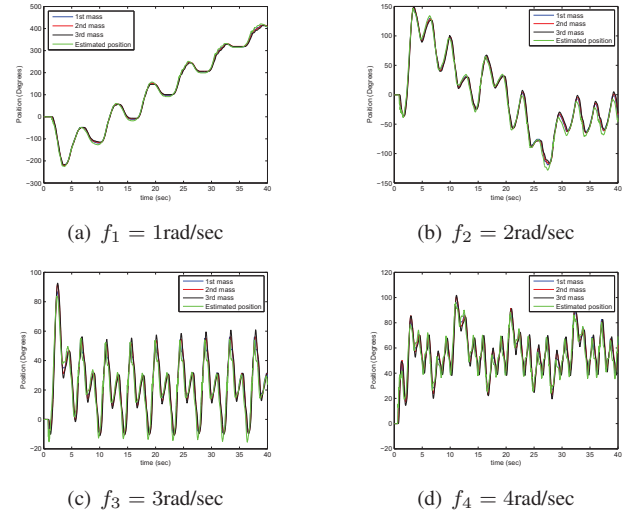 500
400
300
200
100
0
−100
−200
−300
0 5 10 15 20 25 30 35 40
time (sec)
Position (Degrees)
1st mass
2nd mass
3rd mass
Estimated position
(a) f₁ = 1rad/sec
150
100
50
0
−50
−100
−150
0 5 10 15 20 25 30 35 40
time (sec)
Position (Degrees)
1st mass
2nd mass
3rd mass
Estimated position
(b) f₂ = 2rad/sec
100
80
60
40
20
0
−20
0 5 10 15 20 25 30 35 40
time (sec)
Position (Degrees)
1st mass
2nd mass
3rd mass
Estimated position
(c) f₃ = 3rad/sec
120
100
80
60
40
20
0
−20
0 5 10 15 20 25 30 35 40
time (sec)
Position (Degrees)
1st mass
2nd mass
3rd mass
Estimated position
(d) f₄ = 4rad/sec